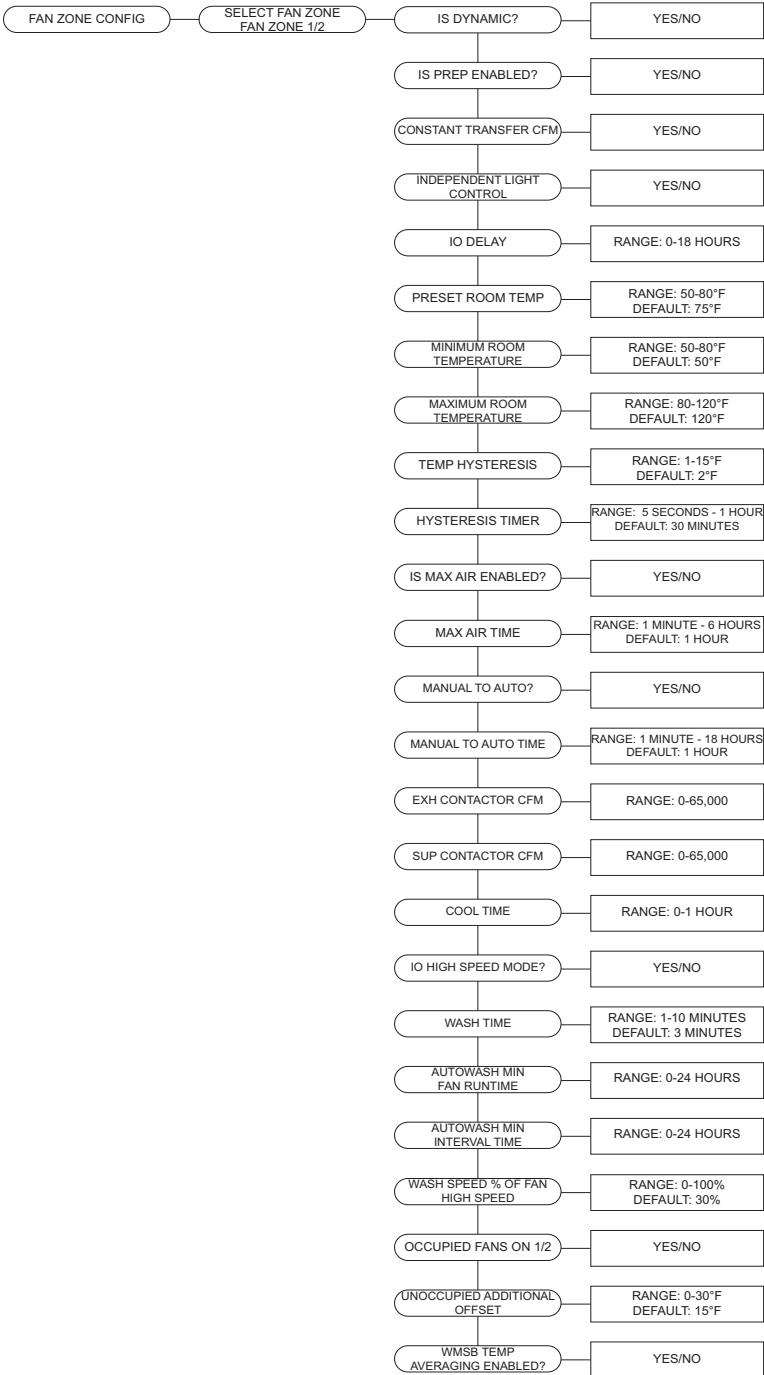 FAN ZONE CONFIG
SELECT FAN ZONE
FAN ZONE 1/2
IS DYNAMIC?
YES/NO
IS PREP ENABLED?
YES/NO
CONSTANT TRANSFER CFM
YES/NO
INDEPENDENT LIGHT
CONTROL
YES/NO
IO DELAY
RANGE: 0-18 HOURS
PRESET ROOM TEMP
RANGE: 50-80°F
DEFAULT: 75°F
MINIMUM ROOM
TEMPERATURE
RANGE: 50-80°F
DEFAULT: 50°F
MAXIMUM ROOM
TEMPERATURE
RANGE: 80-120°F
DEFAULT: 120°F
TEMP HYSTERESIS
RANGE: 1-15°F
DEFAULT: 2°F
HYSTERESIS TIMER
RANGE: 5 SECONDS - 1 HOUR
DEFAULT: 30 MINUTES
IS MAX AIR ENABLED?
YES/NO
MAX AIR TIME
RANGE: 1 MINUTE - 6 HOURS
DEFAULT: 1 HOUR
MANUAL TO AUTO?
YES/NO
MANUAL TO AUTO TIME
RANGE: 1 MINUTE - 18 HOURS
DEFAULT: 1 HOUR
EXH CONTACTOR CFM
RANGE: 0-65,000
SUP CONTACTOR CFM
RANGE: 0-65,000
COOL TIME
RANGE: 0-1 HOUR
IO HIGH SPEED MODE?
YES/NO
WASH TIME
RANGE: 1-10 MINUTES
DEFAULT: 3 MINUTES
AUTOWASH MIN
FAN RUNTIME
RANGE: 0-24 HOURS
AUTOWASH MIN
INTERVAL TIME
RANGE: 0-24 HOURS
WASH SPEED % OF FAN
HIGH SPEED
RANGE: 0-100%
DEFAULT: 30%
OCCUPIED FANS ON 1/2
YES/NO
UNOCCUPIED ADDITIONAL
OFFSET
RANGE: 0-30°F
DEFAULT: 15°F
WMSB TEMP
AVERAGING ENABLED?
YES/NO